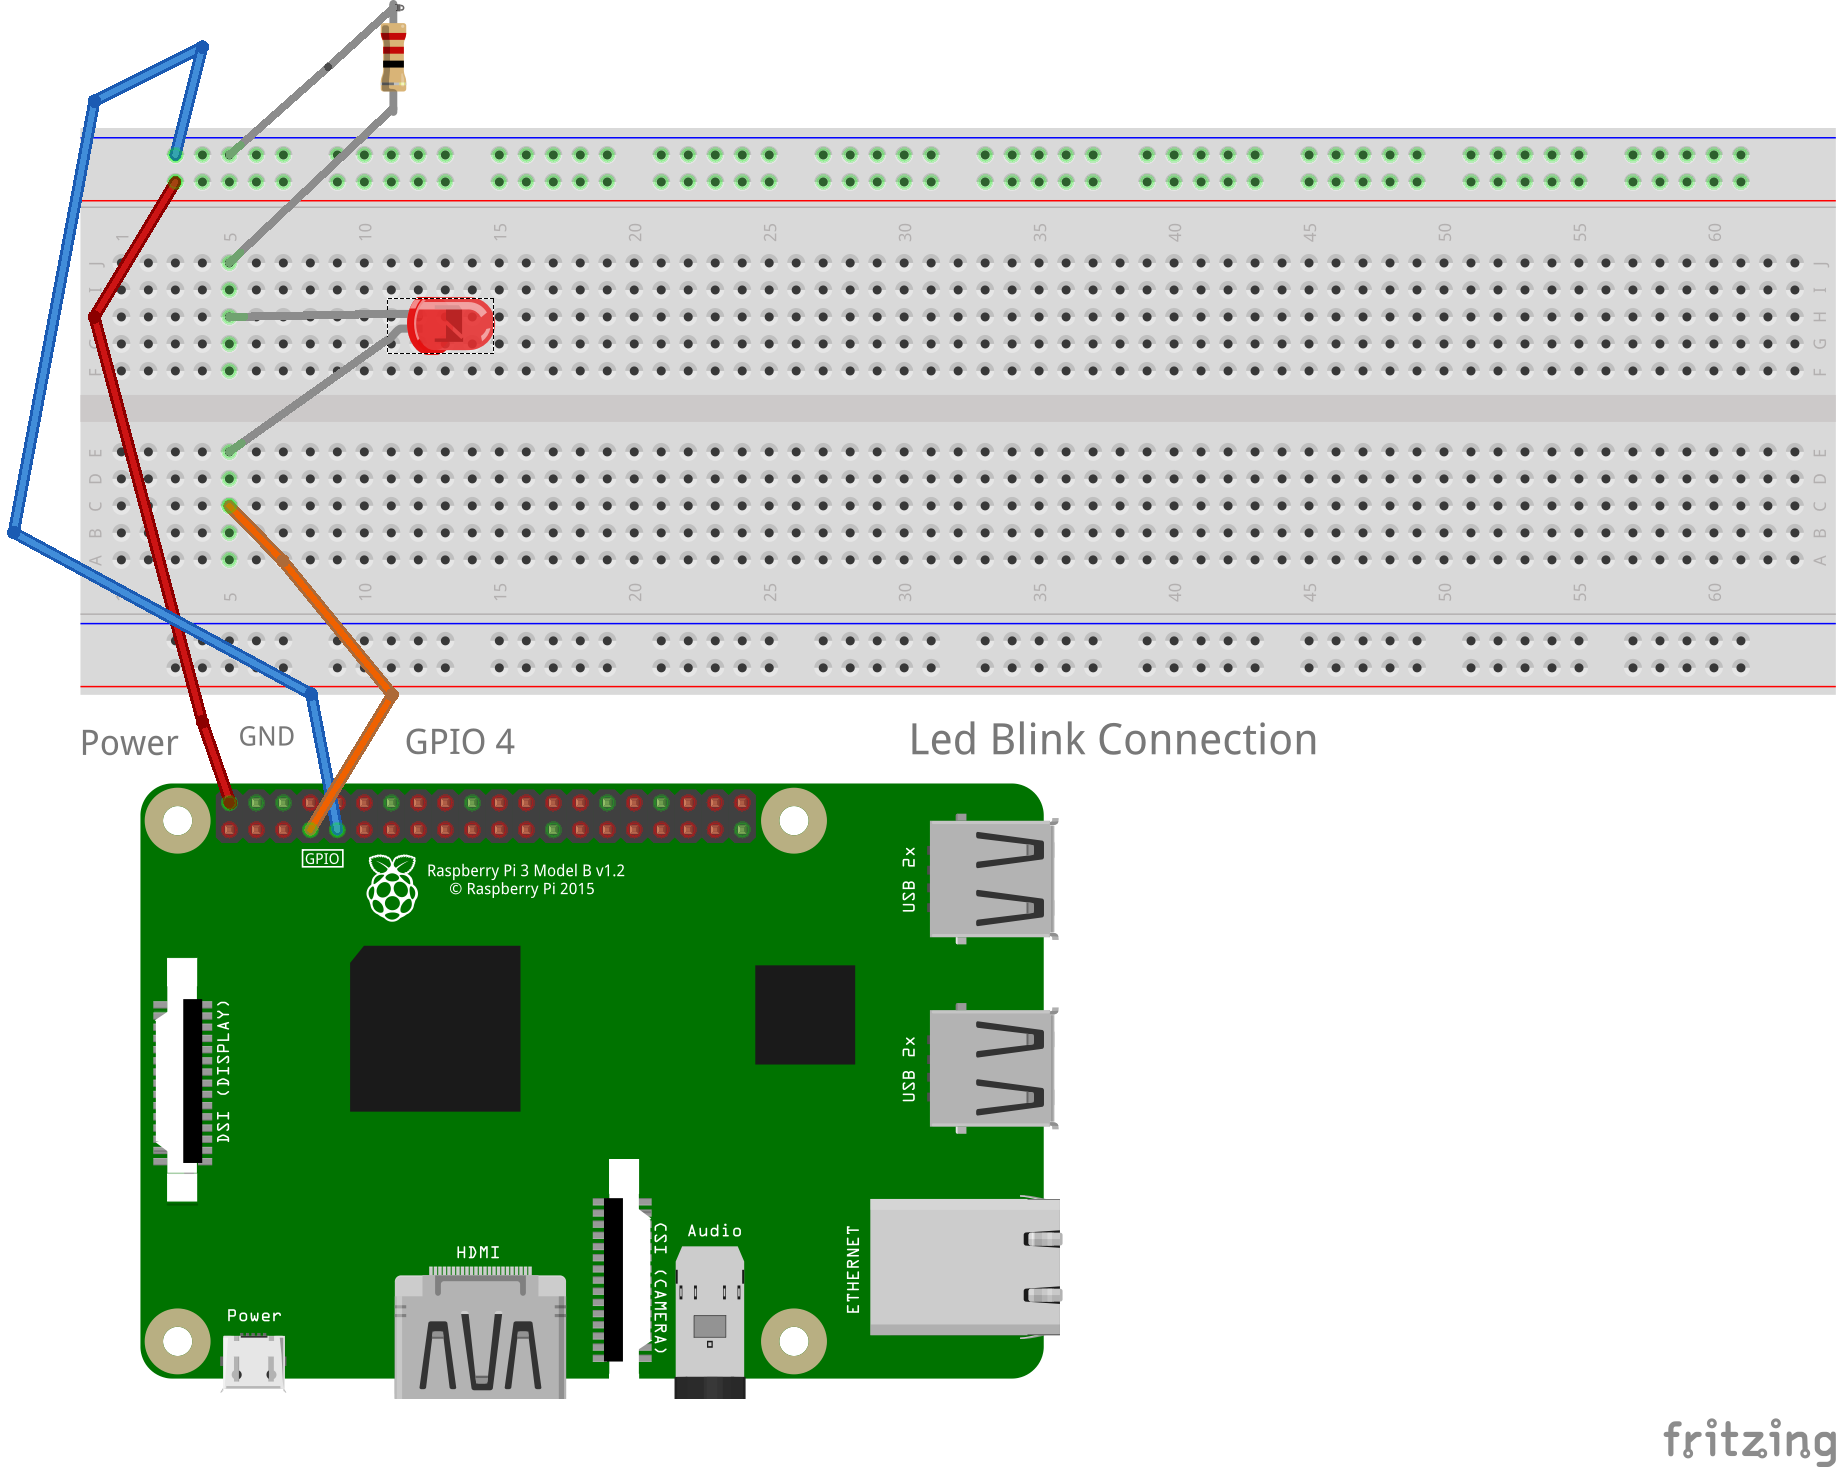 1 5 10 15 20 25 30 35 40 45 50 55 60
J J
I I
H
G G
F F
E E
D D
C C
B B
A A
5 10 15 20 25 30 35 40 45 50 55 60
Power GND GPIO 4 Led Blink Connection
GPIO
Raspberry Pi 3 Model B v1.2
© Raspberry Pi 2015
USB 2x
DSI (DISPLAY)
USB 2x
Audio
HDMI
CSI (CAMERA)
ETHERNET
Power
fritzing